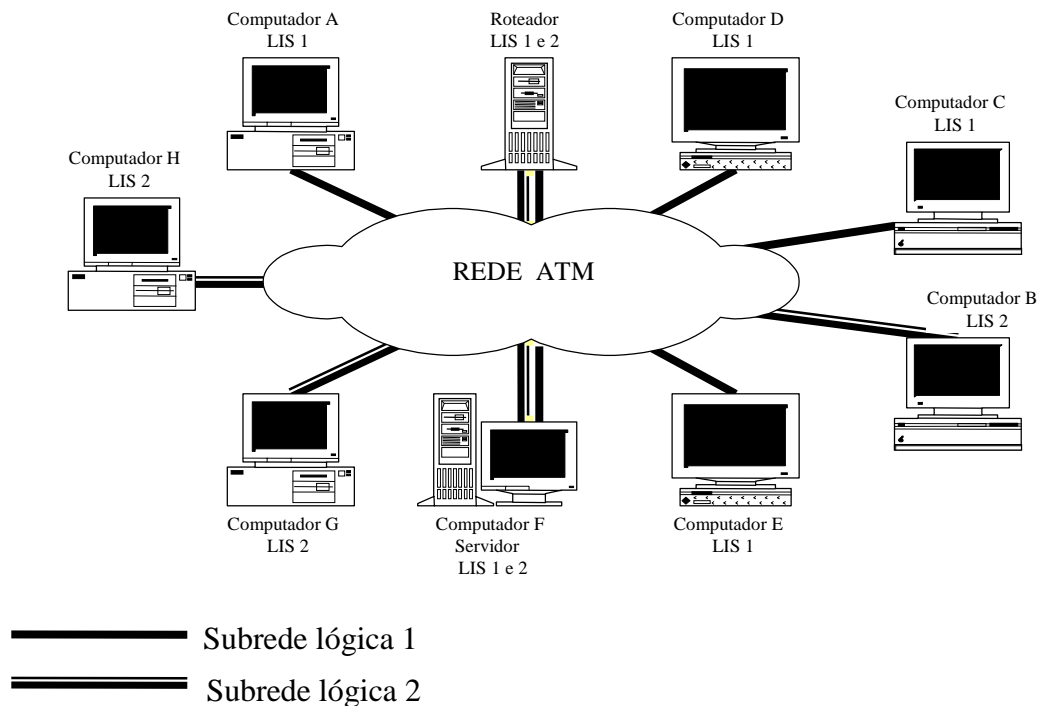 Computador A
LIS 1
Roteador
LIS 1 e 2
Computador D
LIS 1
Computador C
LIS 1
Computador H
LIS 2
REDE ATM
Computador B
LIS 2
Computador G
LIS 2
Computador F
Servidor
LIS 1 e 2
Computador E
LIS 1
Subrede lógica 1
Subrede lógica 2